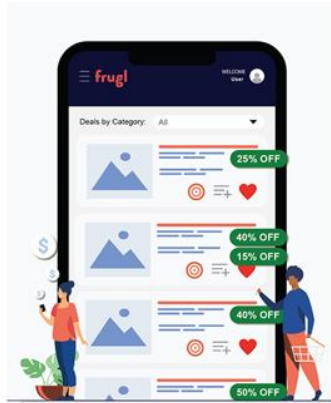 frugl
WELCOME
User
Deals by Category: All
25% OFF
40% OFF
15% OFF
40% OFF
50% OFF
$
$